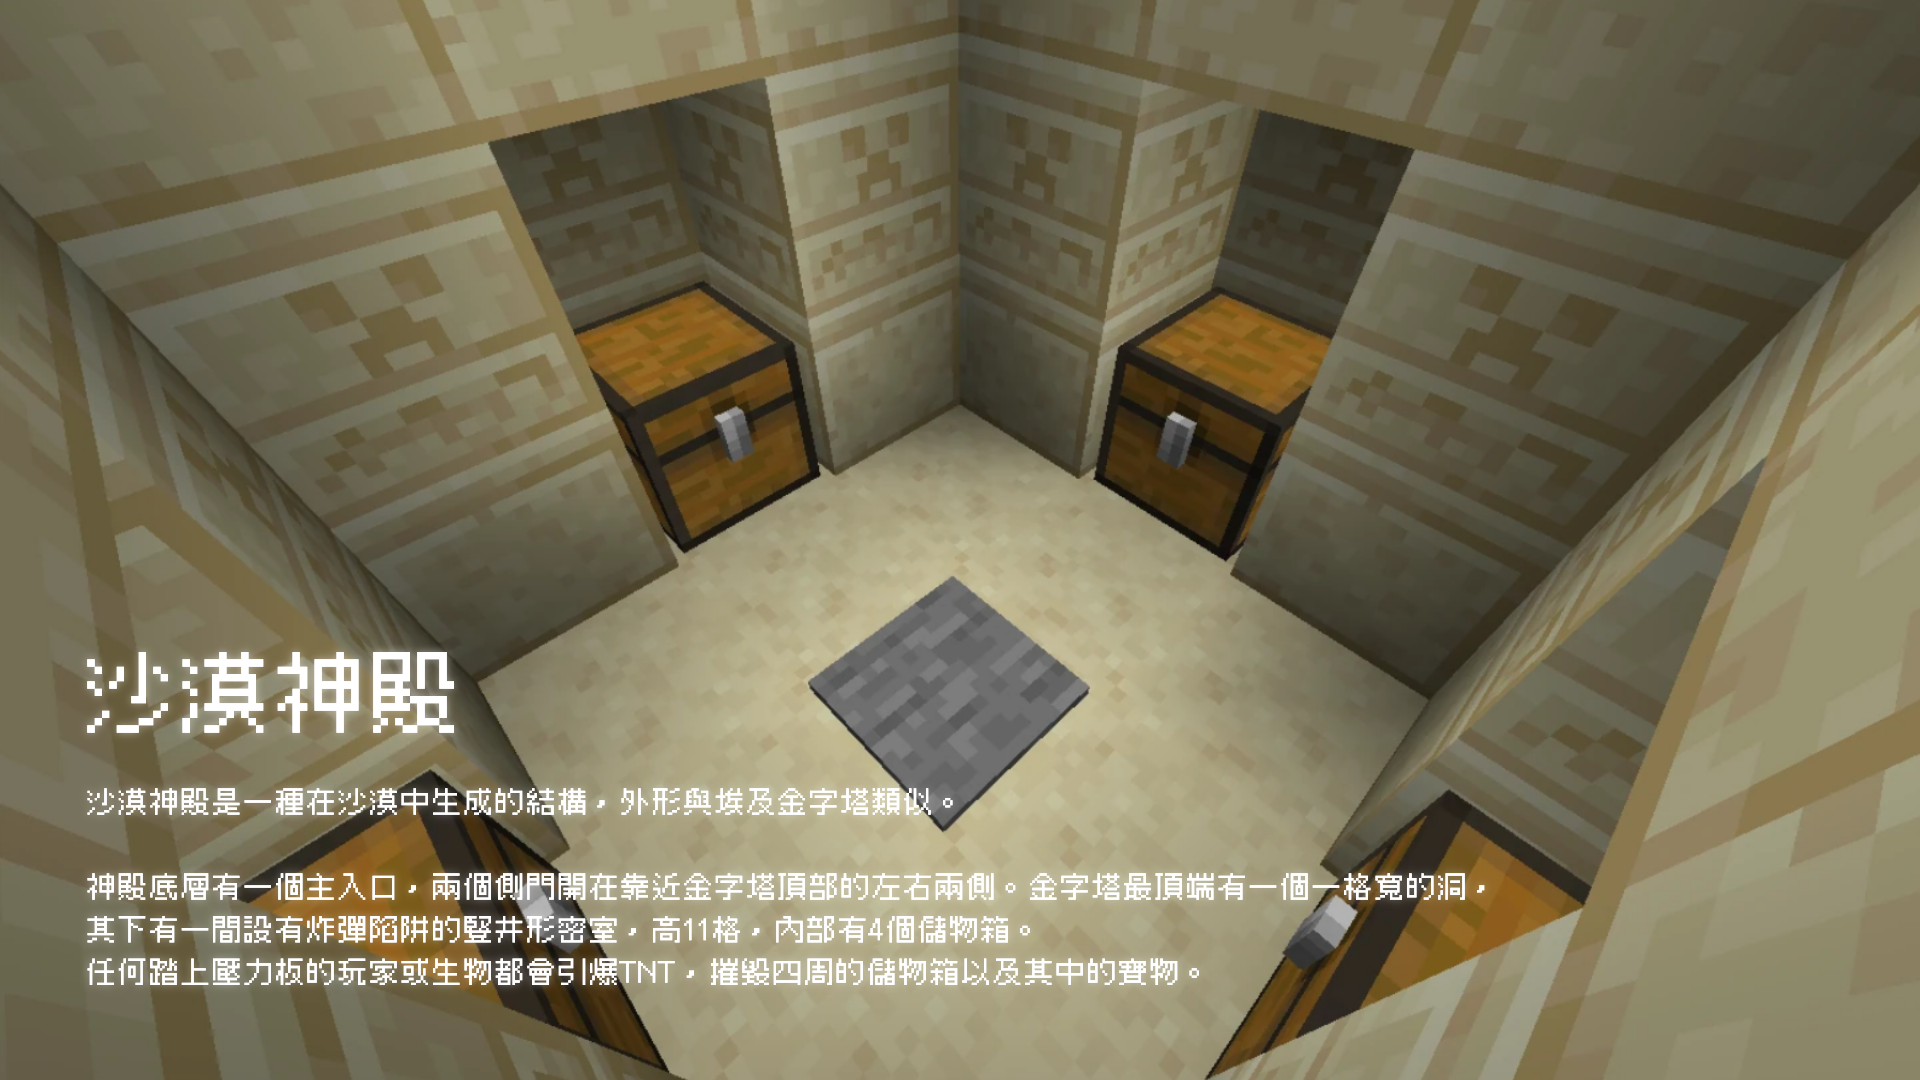 沙漠神殿
沙漠神殿是一種在沙漠中生成的結構，外形與埃及金字塔類似。
神殿底層有一個主入口，兩個側門開在靠近金字塔頂部的左右兩側。金字塔最頂端有一個一格寬的洞，
其下有一間設有炸彈陷阱的豎井形密室，高11格，內部有4個儲物箱。
任何踏上壓力板的玩家或生物都會引爆TNT，摧毀四周的儲物箱以及其中的寶物。